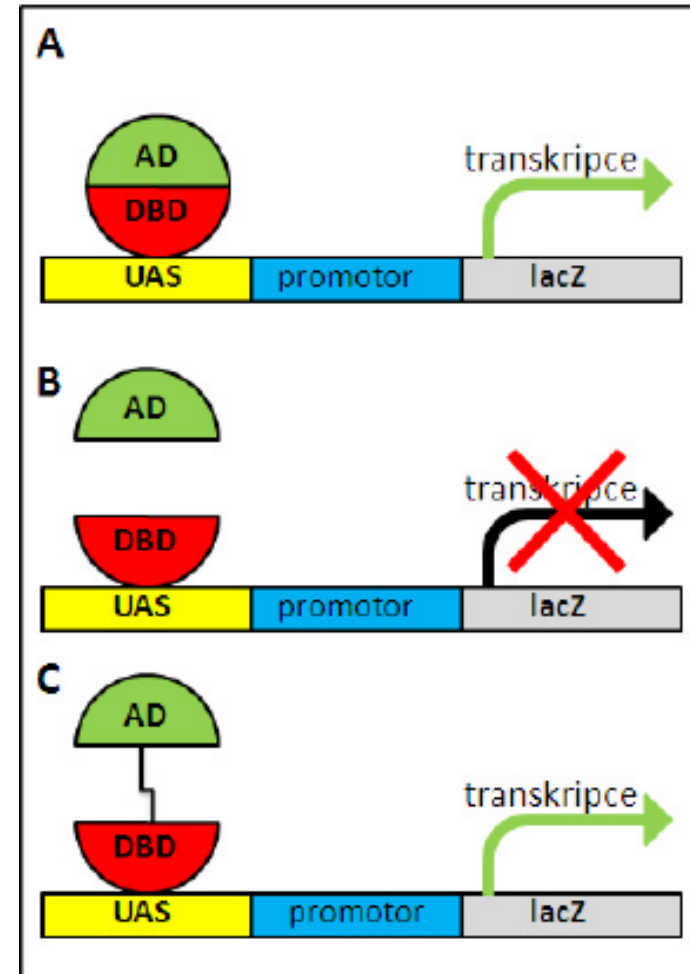 A
AD
transkripce
DBD
UAS promotor lacZ
B
AD
transkripce
DBD
UAS promotor lacZ
C
AD
transkripce
DBD
UAS promotor lacZ